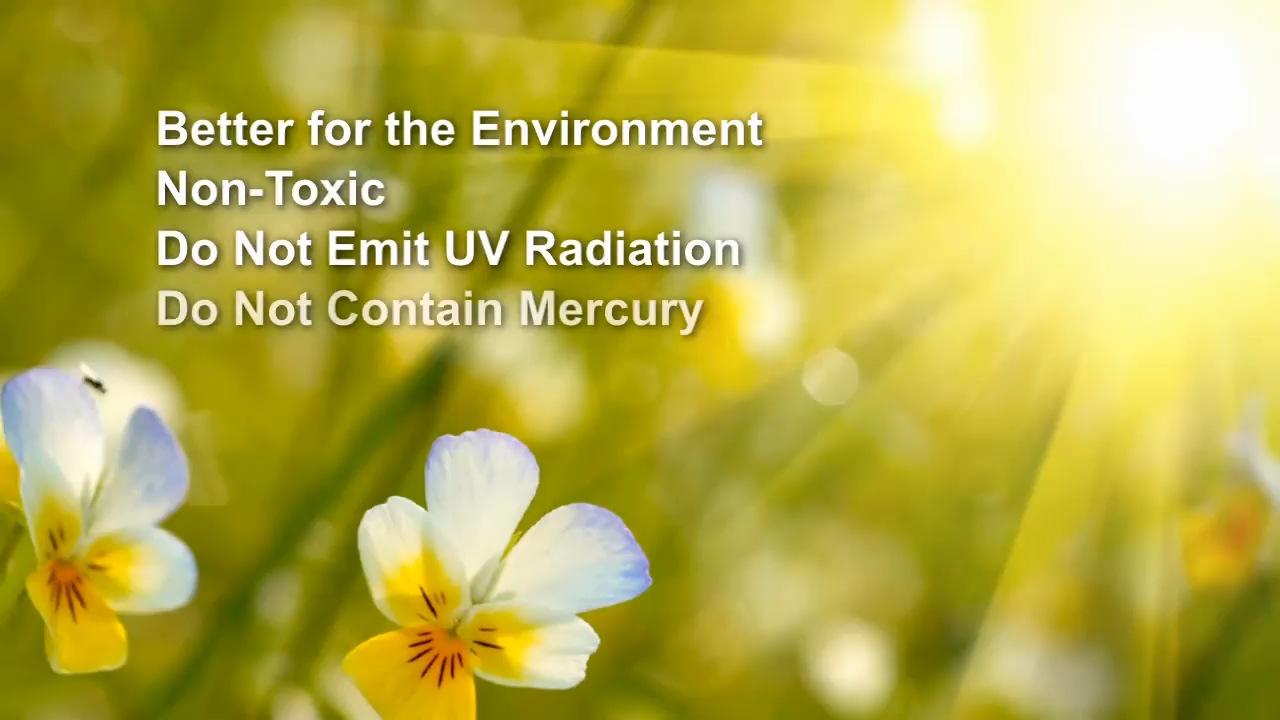 Better for the Environment
Non-Toxic
Do Not Emit UV Radiation
Do Not Contain Mercury